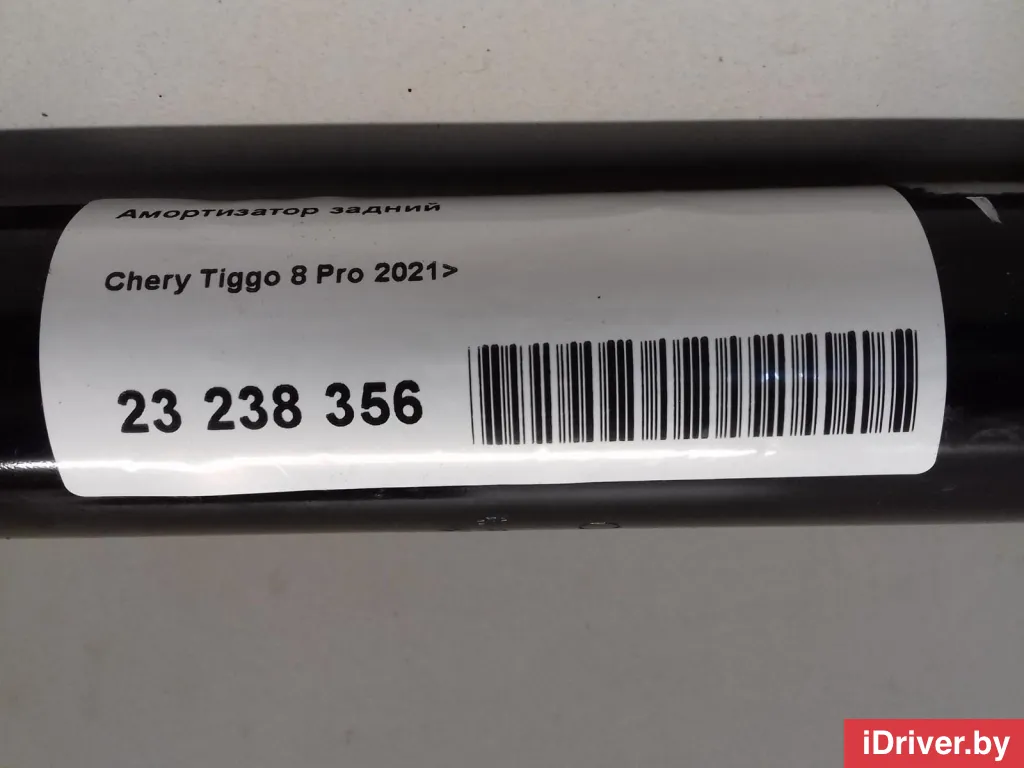 Амортизатор задний
Chery Tiggo 8 Pro 2021>
23 238 356
iDriver.by